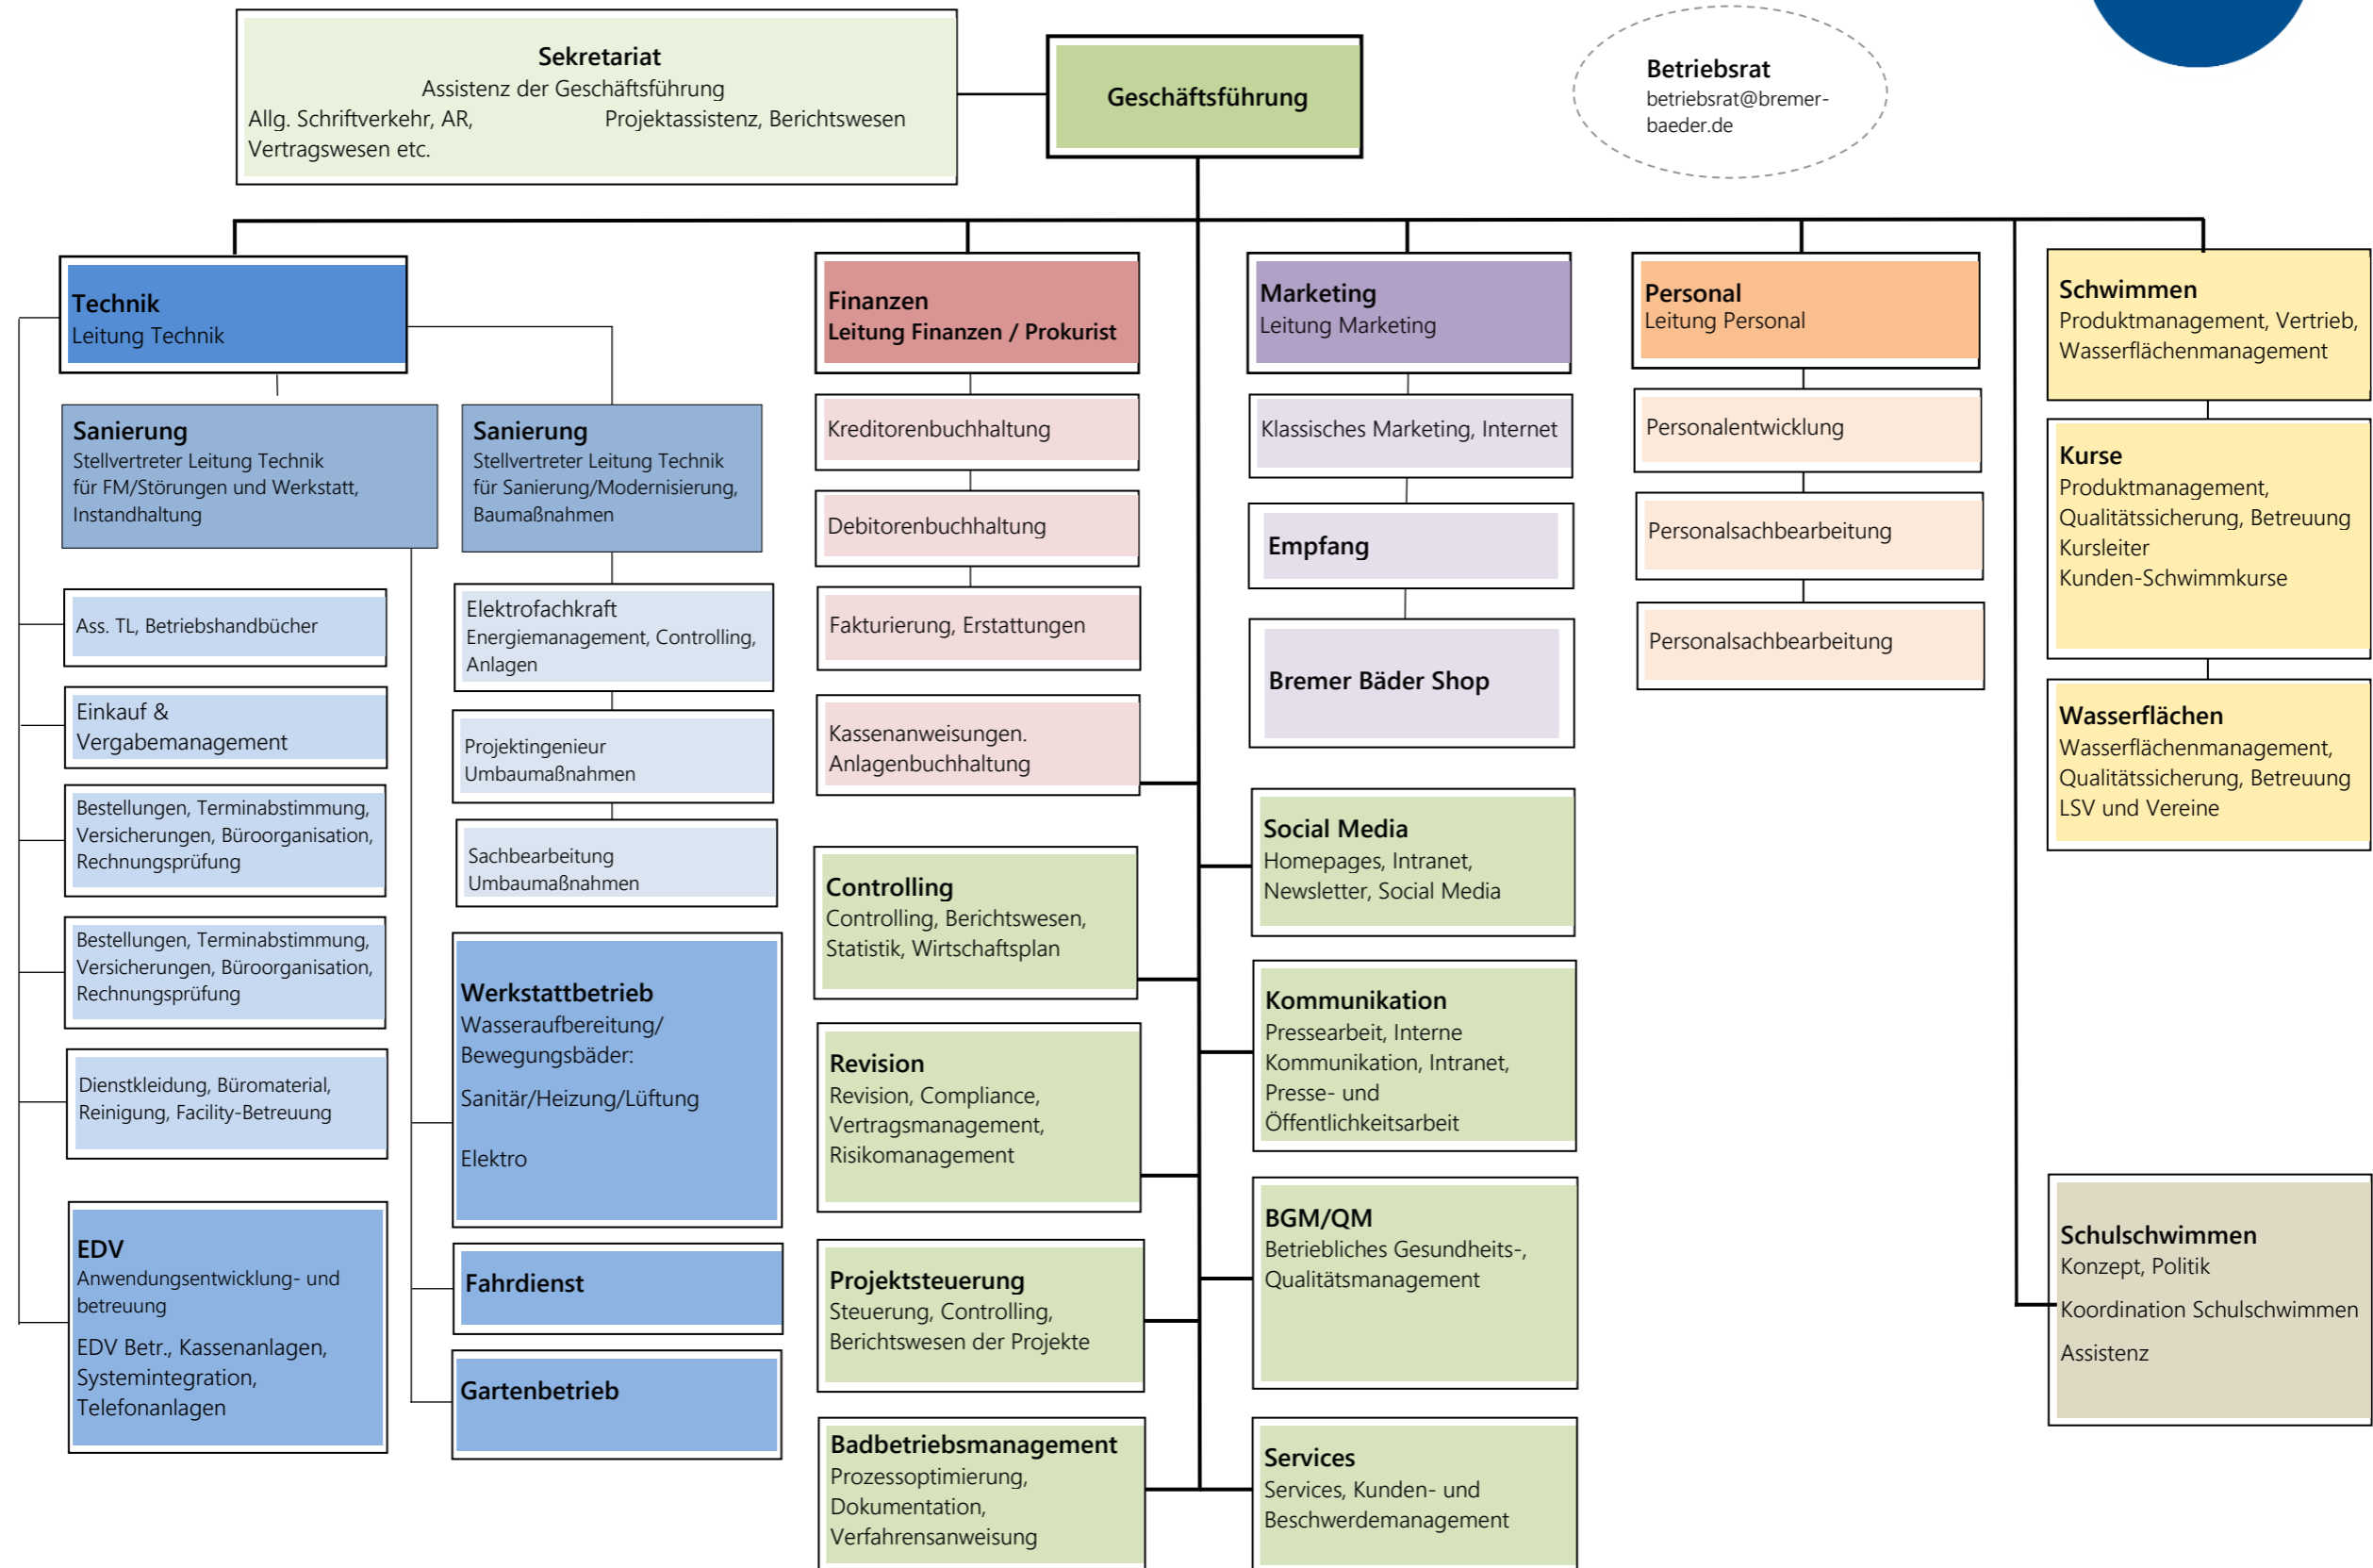 Sekretariat
Assistenz der Geschäftsführung
Allg. Schriftverkehr, AR,
Vertragswesen etc.
Projektassistenz, Berichtswesen
Geschäftsführung
Betriebsrat
betriebsrat@bremer-
baeder.de
Technik
Leitung Technik
Sanierung
Stellvertreter Leitung Technik
für FM/Störungen und Werkstatt,
Instandhaltung
Ass. TL, Betriebshandbücher
Einkauf &
Vergabemanagement
Bestellungen, Terminabstimmung,
Versicherungen, Büroorganisation,
Rechnungsprüfung
Bestellungen, Terminabstimmung,
Versicherungen, Büroorganisation,
Rechnungsprüfung
Dienstkleidung, Büromaterial,
Reinigung, Facility-Betreuung
EDV
Anwendungsentwicklung- und
betreuung
EDV Betr., Kassenanlagen,
Systemintegration,
Telefonanlagen
Sanierung
Stellvertreter Leitung Technik
für Sanierung/Modernisierung,
Baumaßnahmen
Elektrofachkraft
Energiemanagement, Controlling,
Anlagen
Projektingenieur
Umbaumaßnahmen
Sachbearbeitung
Umbaumaßnahmen
Werkstattbetrieb
Wasseraufbereitung/
Bewegungsbäder:
Sanitär/Heizung/Lüftung
Elektro
Fahrdienst
Gartenbetrieb
Finanzen
Leitung Finanzen / Prokurist
Kreditorenbuchhaltung
Debitorenbuchhaltung
Fakturierung, Erstattungen
Kassenanweisungen.
Anlagenbuchhaltung
Controlling
Controlling, Berichtswesen,
Statistik, Wirtschaftsplan
Revision
Revision, Compliance,
Vertragsmanagement,
Risikomanagement
Projektsteuerung
Steuerung, Controlling,
Berichtswesen der Projekte
Badbetriebsmanagement
Prozessoptimierung,
Dokumentation,
Verfahrensanweisung
Marketing
Leitung Marketing
Klassisches Marketing, Internet
Empfang
Bremer Bäder Shop
Social Media
Homepages, Intranet,
Newsletter, Social Media
Kommunikation
Pressearbeit, Interne
Kommunikation, Intranet,
Presse- und
Öffentlichkeitsarbeit
BGM/QM
Betriebliches Gesundheits-,
Qualitätsmanagement
Services
Services, Kunden- und
Beschwerdemanagement
Personal
Leitung Personal
Personalentwicklung
Personalsachbearbeitung
Personalsachbearbeitung
Schwimmen
Produktmanagement, Vertrieb,
Wasserflächenmanagement
Kurse
Produktmanagement,
Qualitätssicherung, Betreuung
Kursleiter
Kunden-Schwimmkurse
Wasserflächen
Wasserflächenmanagement,
Qualitätssicherung, Betreuung
LSV und Vereine
Schulschwimmen
Konzept, Politik
Koordination Schulschwimmen
Assistenz